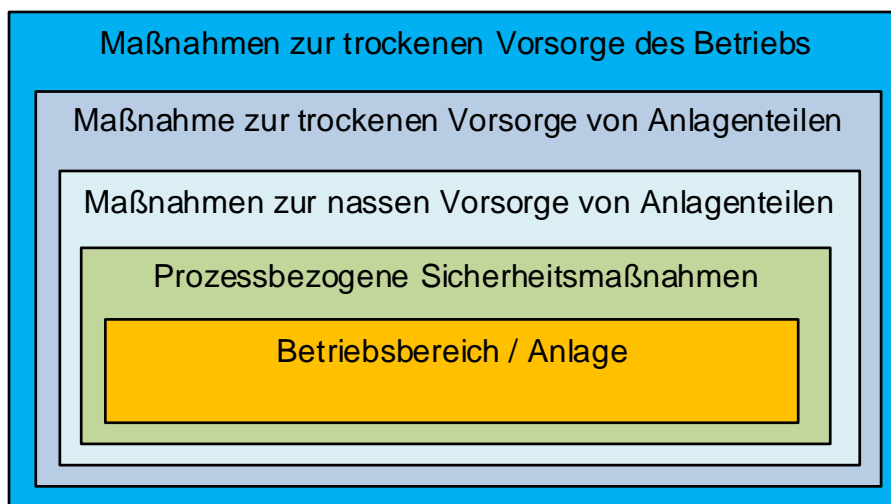 Maßnahmen zur trockenen Vorsorge des Betriebs
Maßnahme zur trockenen Vorsorge von Anlagenteilen
Maßnahmen zur nassen Vorsorge von Anlagenteilen
Prozessbezogene Sicherheitsmaßnahmen
Betriebsbereich / Anlage